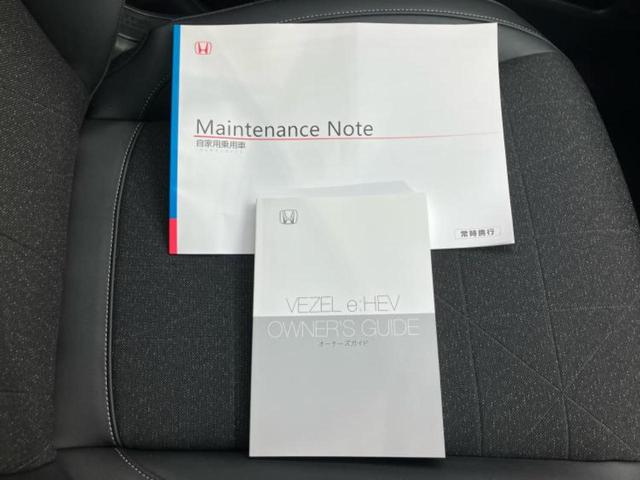 Maintenance Note
自家用乗用車
常時携行
VEZEL e:HEV
OWNER'S GUIDE
オーナーズガイド